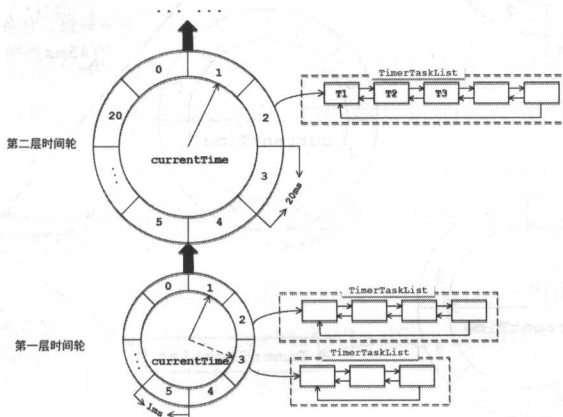 ... ...
0
1
TimerTaskList
T1 T2 T3
20
2
第二层时间轮
currentTime
3
20ms
...
5
4
0
1
TimerTaskList
2
第一层时间轮
currentTime
3
TimerTaskList
...
5
4
1ms